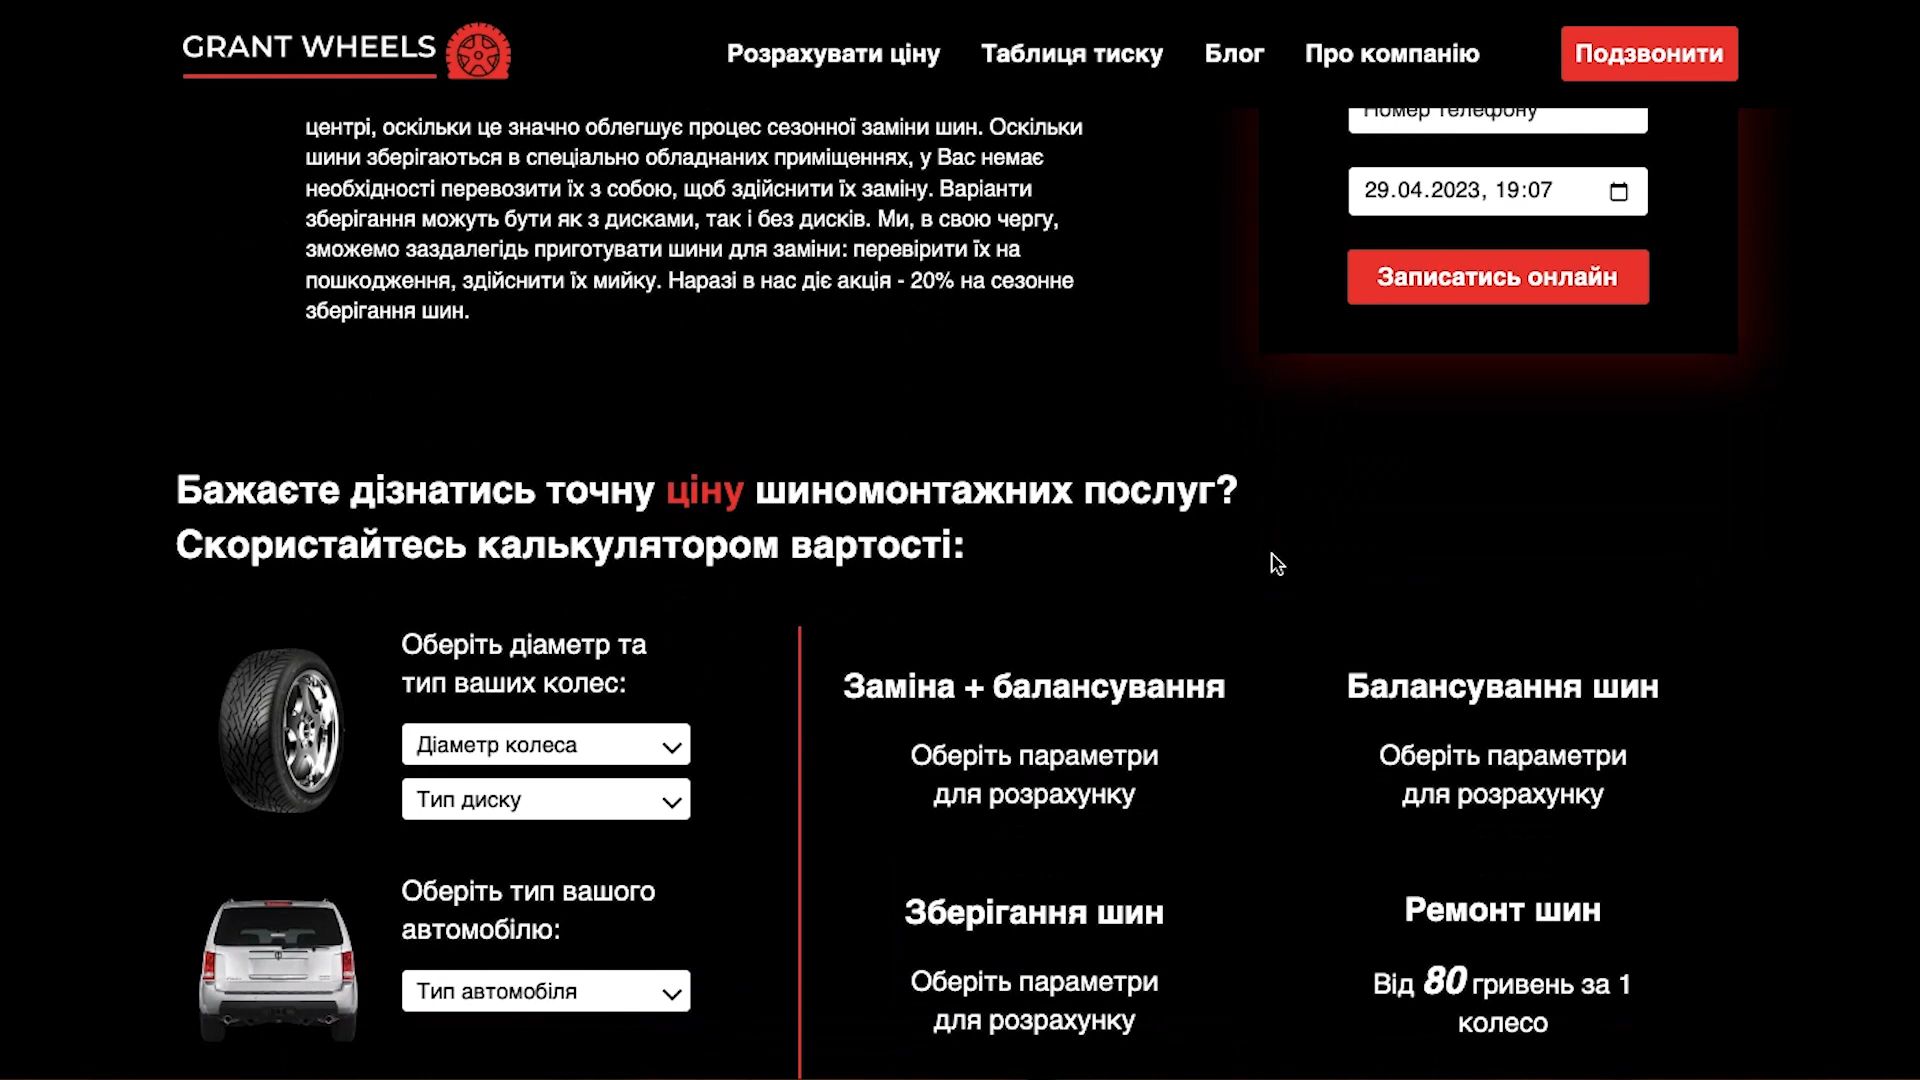 GRANT WHEELS
Розрахувати ціну
Таблиця тиску
Блог
Про компанію
Подзвонити
центрі, оскільки це значно облегшує процес сезонної заміни шин. Оскільки
шини зберігаються в спеціально обладнаних приміщеннях, у Вас немає
необхідності перевозити їх з собою, щоб здійснити їх заміну. Варіанти
зберігання можуть бути як з дисками, так і без дисків. Ми, в свою чергу,
зможемо заздалегідь приготувати шини для заміни: перевірити їх на
пошкодження, здійснити їх мийку. Наразі в нас діє акція - 20% на сезонне
зберігання шин.
Номер телефону
29.04.2023, 19:07
Записатись онлайн
Бажаєте дізнатись точну ціну шиномонтажних послуг?
Скористайтесь калькулятором вартості:
Оберіть діаметр та
тип ваших колес:
Діаметр колеса
Тип диску
Оберіть тип вашого
автомобілю:
Тип автомобіля
Заміна + балансування
Оберіть параметри
для розрахунку
Балансування шин
Оберіть параметри
для розрахунку
Зберігання шин
Оберіть параметри
для розрахунку
Ремонт шин
Від 80 гривень за 1
колесо